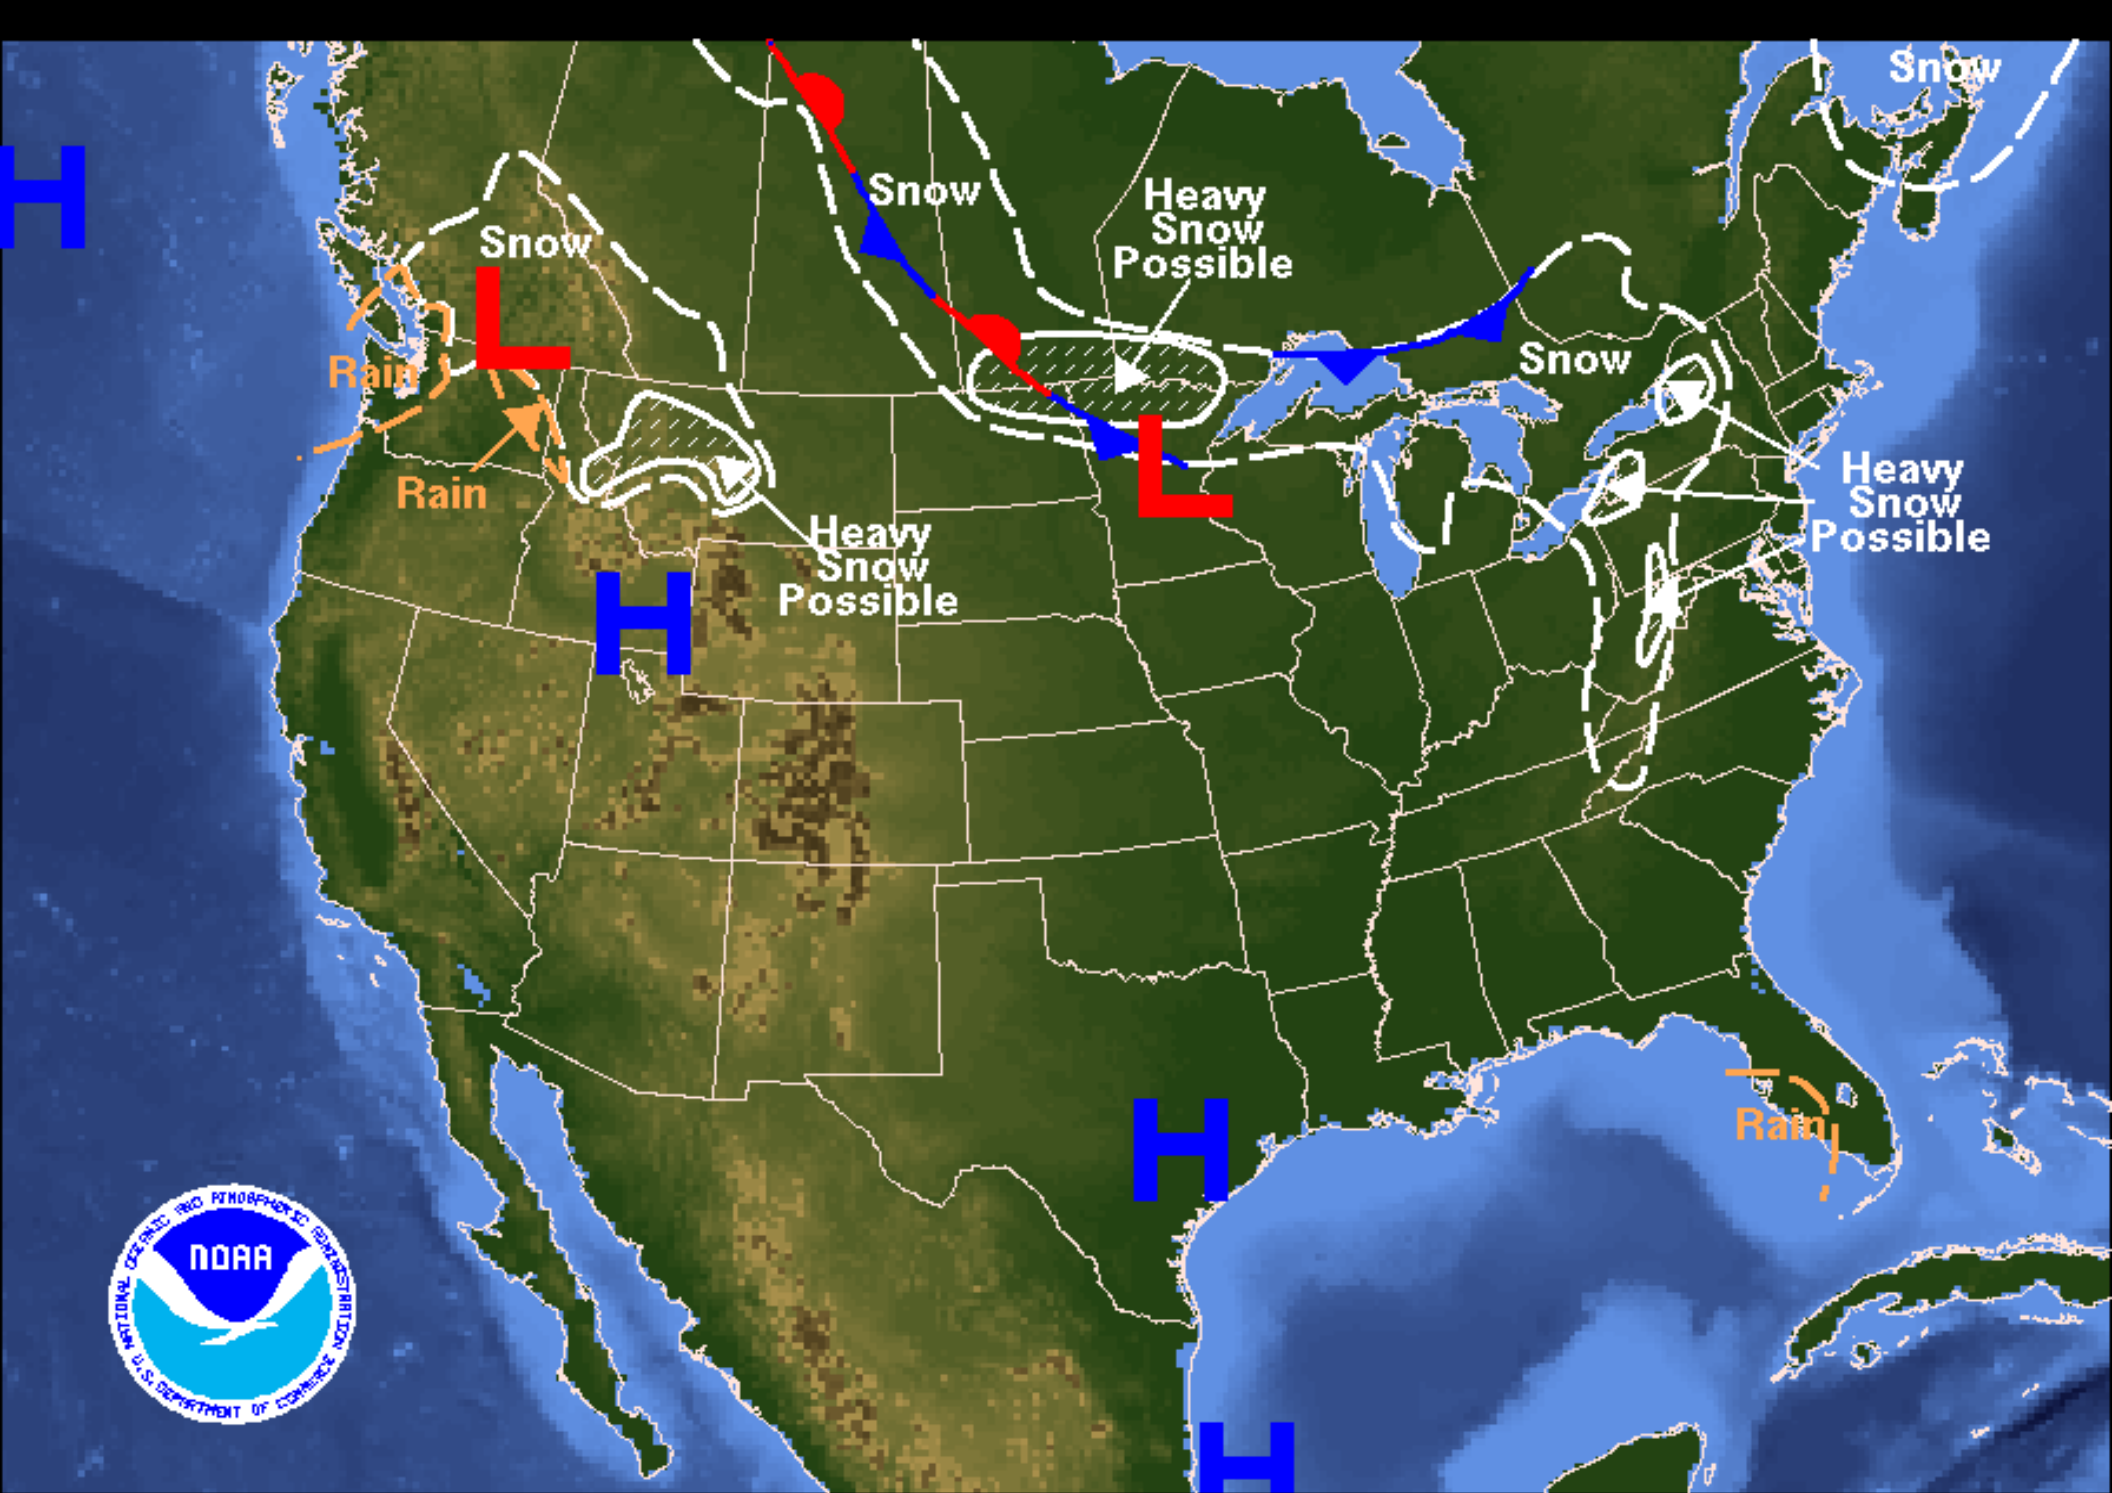 Snow
H
Snow
Heavy
Snow
Possible
Snow
L
Rain
Snow
Rain
L
Heavy
Snow
Possible
Heavy
Snow
Possible
H
H
Rain
NATIONAL OCEANIC AND ATMOSPHERIC ADMINISTRATION
NOAA
U.S. DEPARTMENT OF COMMERCE
H